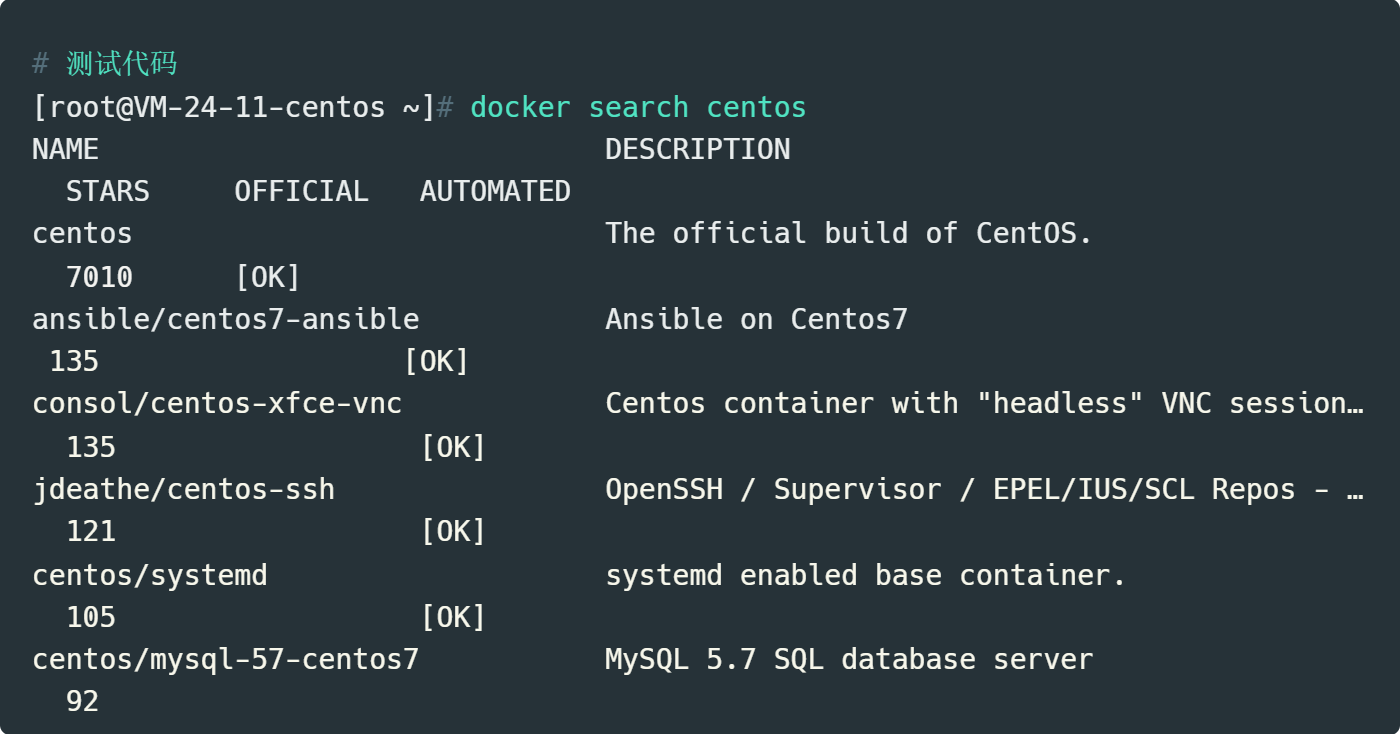 # 测试代码
[root@VM-24-11-centos ~]# docker search centos
NAME                              DESCRIPTION
  STARS     OFFICIAL   AUTOMATED
centos                            The official build of CentOS.
  7010      [OK]
ansible/centos7-ansible           Ansible on Centos7
 135                  [OK]
consol/centos-xfce-vnc            Centos container with "headless" VNC session…
  135                  [OK]
jdeathe/centos-ssh                OpenSSH / Supervisor / EPEL/IUS/SCL Repos - …
  121                  [OK]
centos/systemd                    systemd enabled base container.
  105                  [OK]
centos/mysql-57-centos7           MySQL 5.7 SQL database server
  92